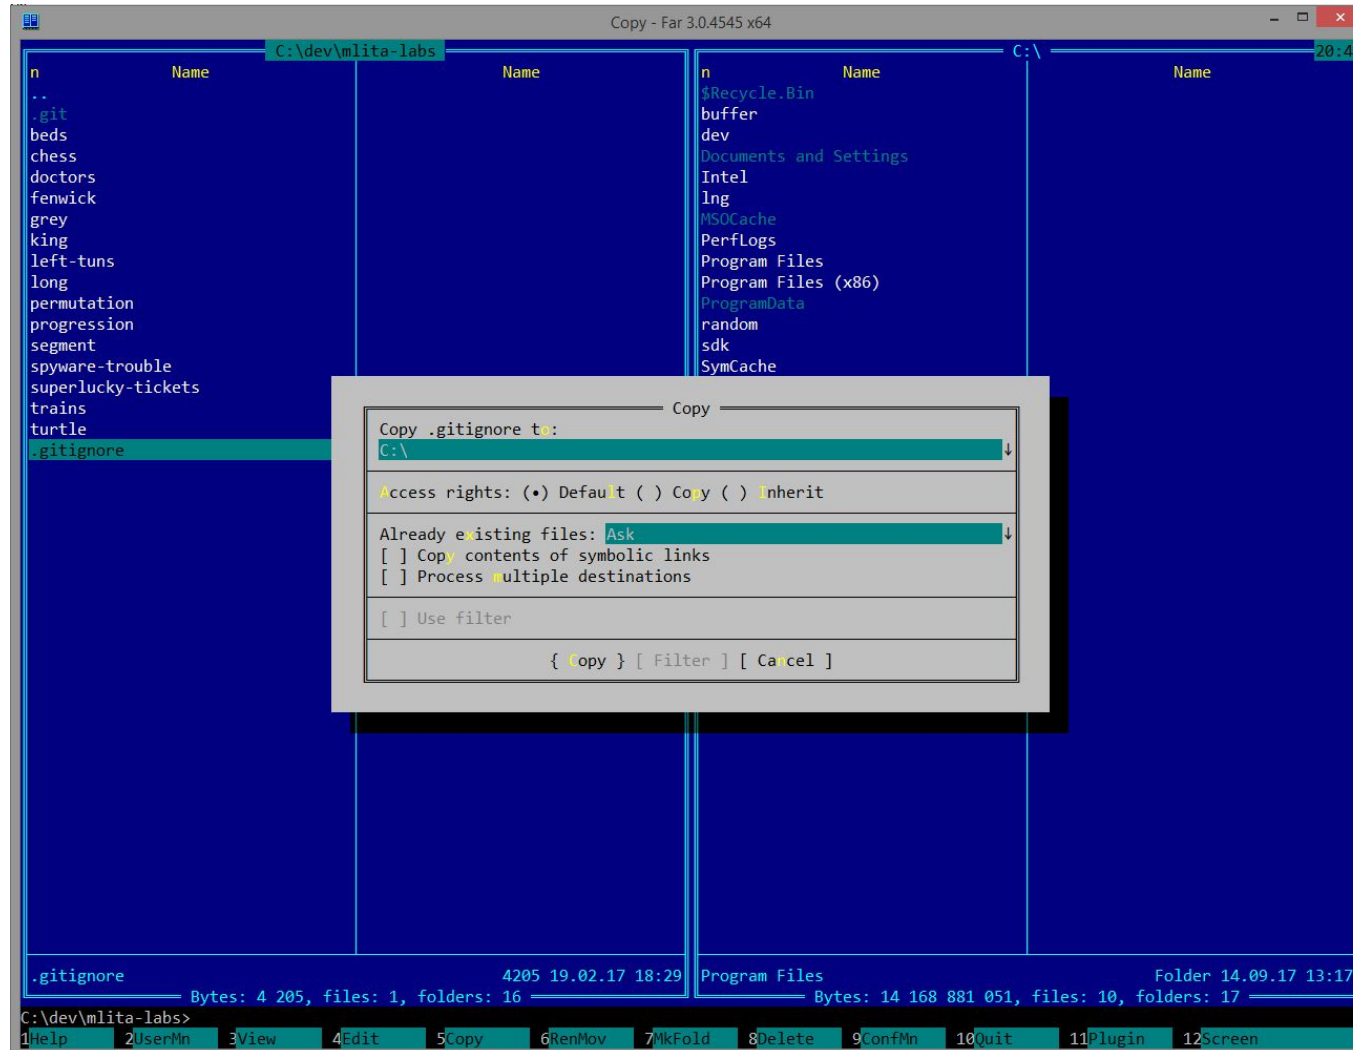 Copy - Far 3.0.4545 x64
C:\dev\mlita-labs
n Name Name
..
.git
beds
chess
doctors
fenwick
grey
king
left-tuns
long
permutation
progression
segment
spyware-trouble
superlucky-tickets
trains
turtle
.gitignore
.gitignore 4205 19.02.17 18:29
Bytes: 4 205, files: 1, folders: 16
C:\ 20:4
n Name Name
$Recycle.Bin
buffer
dev
Documents and Settings
Intel
lng
MSOCache
PerfLogs
Program Files
Program Files (x86)
ProgramData
random
sdk
SymCache
Program Files Folder 14.09.17 13:17
Bytes: 14 168 881 051, files: 10, folders: 17
Copy
Copy .gitignore to:
C:\ ↓
Access rights: (•) Default ( ) Copy ( ) Inherit
Already existing files: Ask ↓
[ ] Copy contents of symbolic links
[ ] Process multiple destinations
[ ] Use filter
{ Copy } [ Filter ] [ Cancel ]
C:\dev\mlita-labs>
1Help 2UserMn 3View 4Edit 5Copy 6RenMov 7MkFold 8Delete 9ConfMn 10Quit 11Plugin 12Screen